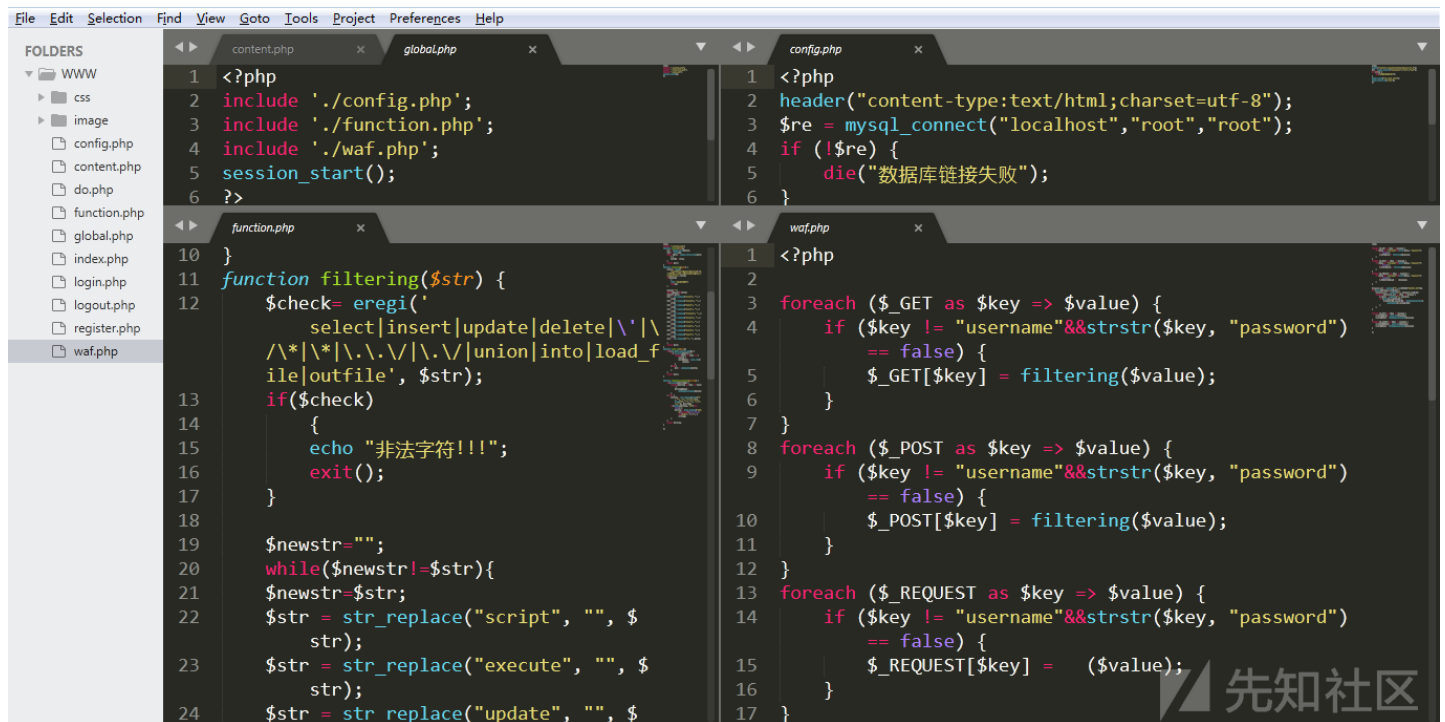 File Edit Selection Find View Goto Tools Project Preferences Help
FOLDERS
WWW
css
image
config.php
content.php
do.php
function.php
global.php
index.php
login.php
logout.php
register.php
waf.php
content.php × global.php ×
1 <?php
2 include './config.php';
3 include './function.php';
4 include './waf.php';
5 session_start();
6 ?>
config.php ×
1 <?php
2 header("content-type:text/html;charset=utf-8");
3 $re = mysql_connect("localhost","root","root");
4 if (!$re) {
5 die("数据库链接失败");
6 }
function.php ×
10 }
11 function filtering($str) {
12 $check= eregi('
select|insert|update|delete|\'|\
/\*|\*|\.\.\/|\.\/|union|into|load_f
ile|outfile', $str);
13 if($check)
14 {
15 echo "非法字符!!!";
16 exit();
17 }
18
19 $newstr="";
20 while($newstr!=$str){
21 $newstr=$str;
22 $str = str_replace("script", "", $
str);
23 $str = str_replace("execute", "", $
str);
24 $str = str_replace("update", "", $
waf.php ×
1 <?php
2
3 foreach ($_GET as $key => $value) {
4 if ($key != "username"&&strstr($key, "password")
== false) {
5 $_GET[$key] = filtering($value);
6 }
7 }
8 foreach ($_POST as $key => $value) {
9 if ($key != "username"&&strstr($key, "password")
== false) {
10 $_POST[$key] = filtering($value);
11 }
12 }
13 foreach ($_REQUEST as $key => $value) {
14 if ($key != "username"&&strstr($key, "password")
== false) {
15 $_REQUEST[$key] = ($value);
16 }
17 }
先知社区